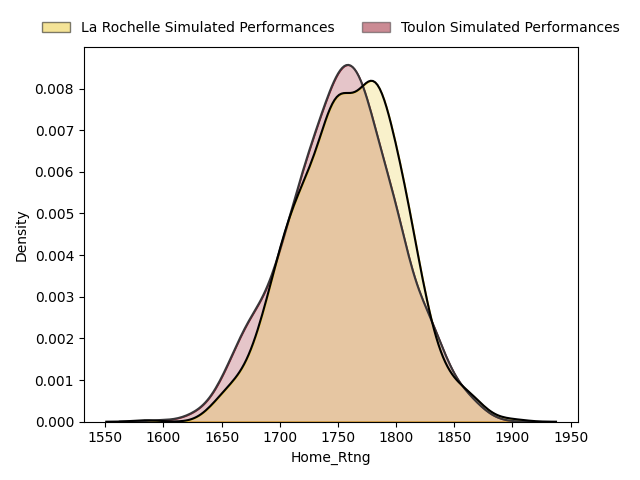 La Rochelle Simulated Performances
Toulon Simulated Performances
Density
0.008
0.007
0.006
0.005
0.004
0.003
0.002
0.001
0.000
1550 1600 1650 1700 1750 1800 1850 1900 1950
Home_Rtng